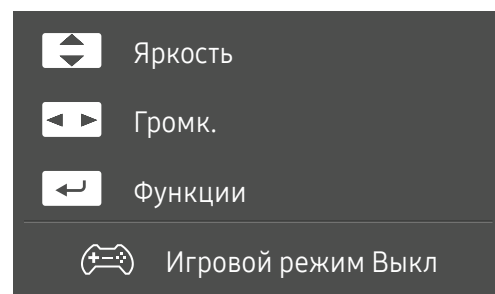 Яркость
Громк.
Функции
Игровой режим Выкл